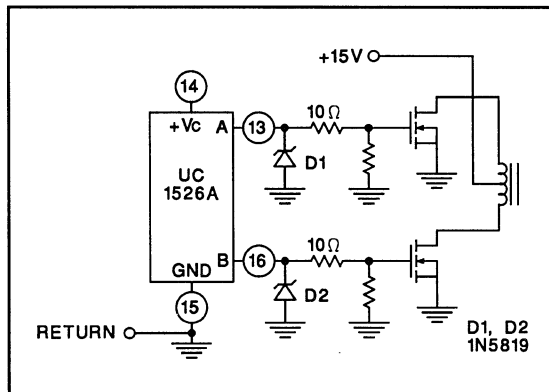 +15V
14
+Vc A 13 10Ω
D1
UC
1526A
B 16 10Ω
GND
D2
15
RETURN
D1, D2
1N5819